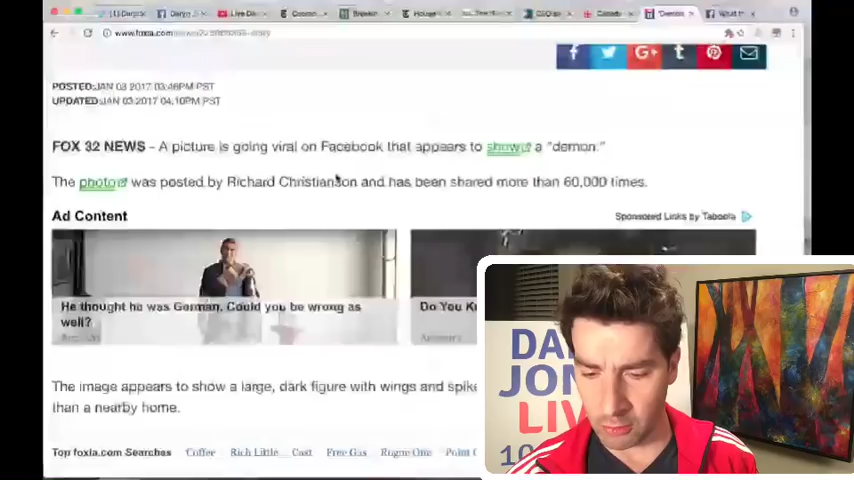 www.foxla.com
POSTED:JAN 03 2017 03:46PM PST
UPDATED:JAN 03 2017 04:10PM PST
FOX 32 NEWS - A picture is going viral on Facebook that appears to show a "demon."
The photo was posted by Richard Christianson and has been shared more than 60,000 times.
Ad Content
Sponsored Links by Taboola
He thought he was German. Could you be wrong as
well?
Do You
The image appears to show a large, dark figure with wings and spike
than a nearby home.
Top foxla.com Searches Coffee Rich Little Cast Free Gas Rogue One Point
DA
JON
LIV
10